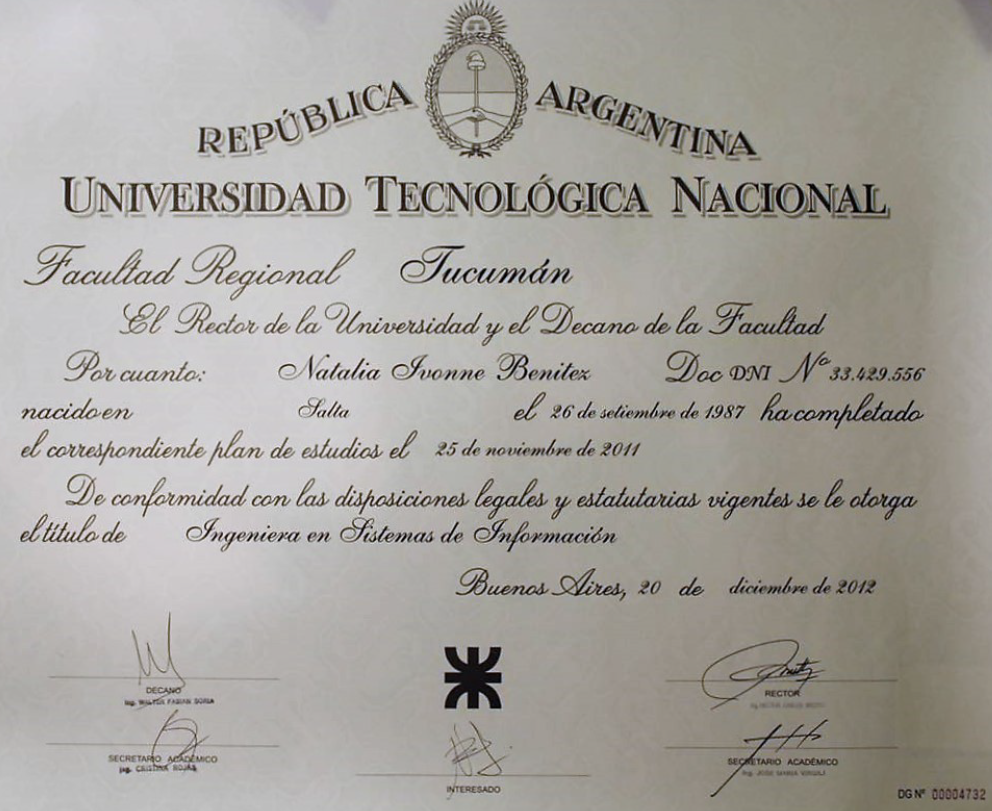 REPÚBLICA ARGENTINA
UNIVERSIDAD TECNOLÓGICA NACIONAL
Facultad Regional Tucumán
El Rector de la Universidad y el Decano de la Facultad
Por cuanto: Natalia Ivonne Benitez Doc DNI Nº 33.429.556
nacido en Salta el 26 de setiembre de 1987 ha completado
el correspondiente plan de estudios el 25 de noviembre de 2011
De conformidad con las disposiciones legales y estatutarias vigentes se le otorga
el título de Ingeniera en Sistemas de Información
Buenos Aires, 20 de diciembre de 2012
DECANO
Ing. WALTER FABIAN SORIA
RECTOR
SECRETARIO ACADÉMICO
Ing. CRISTINA ROJAS
SECRETARIO ACADÉMICO
Ing. JOSE MARIA
INTERESADO
DG Nº 00004732